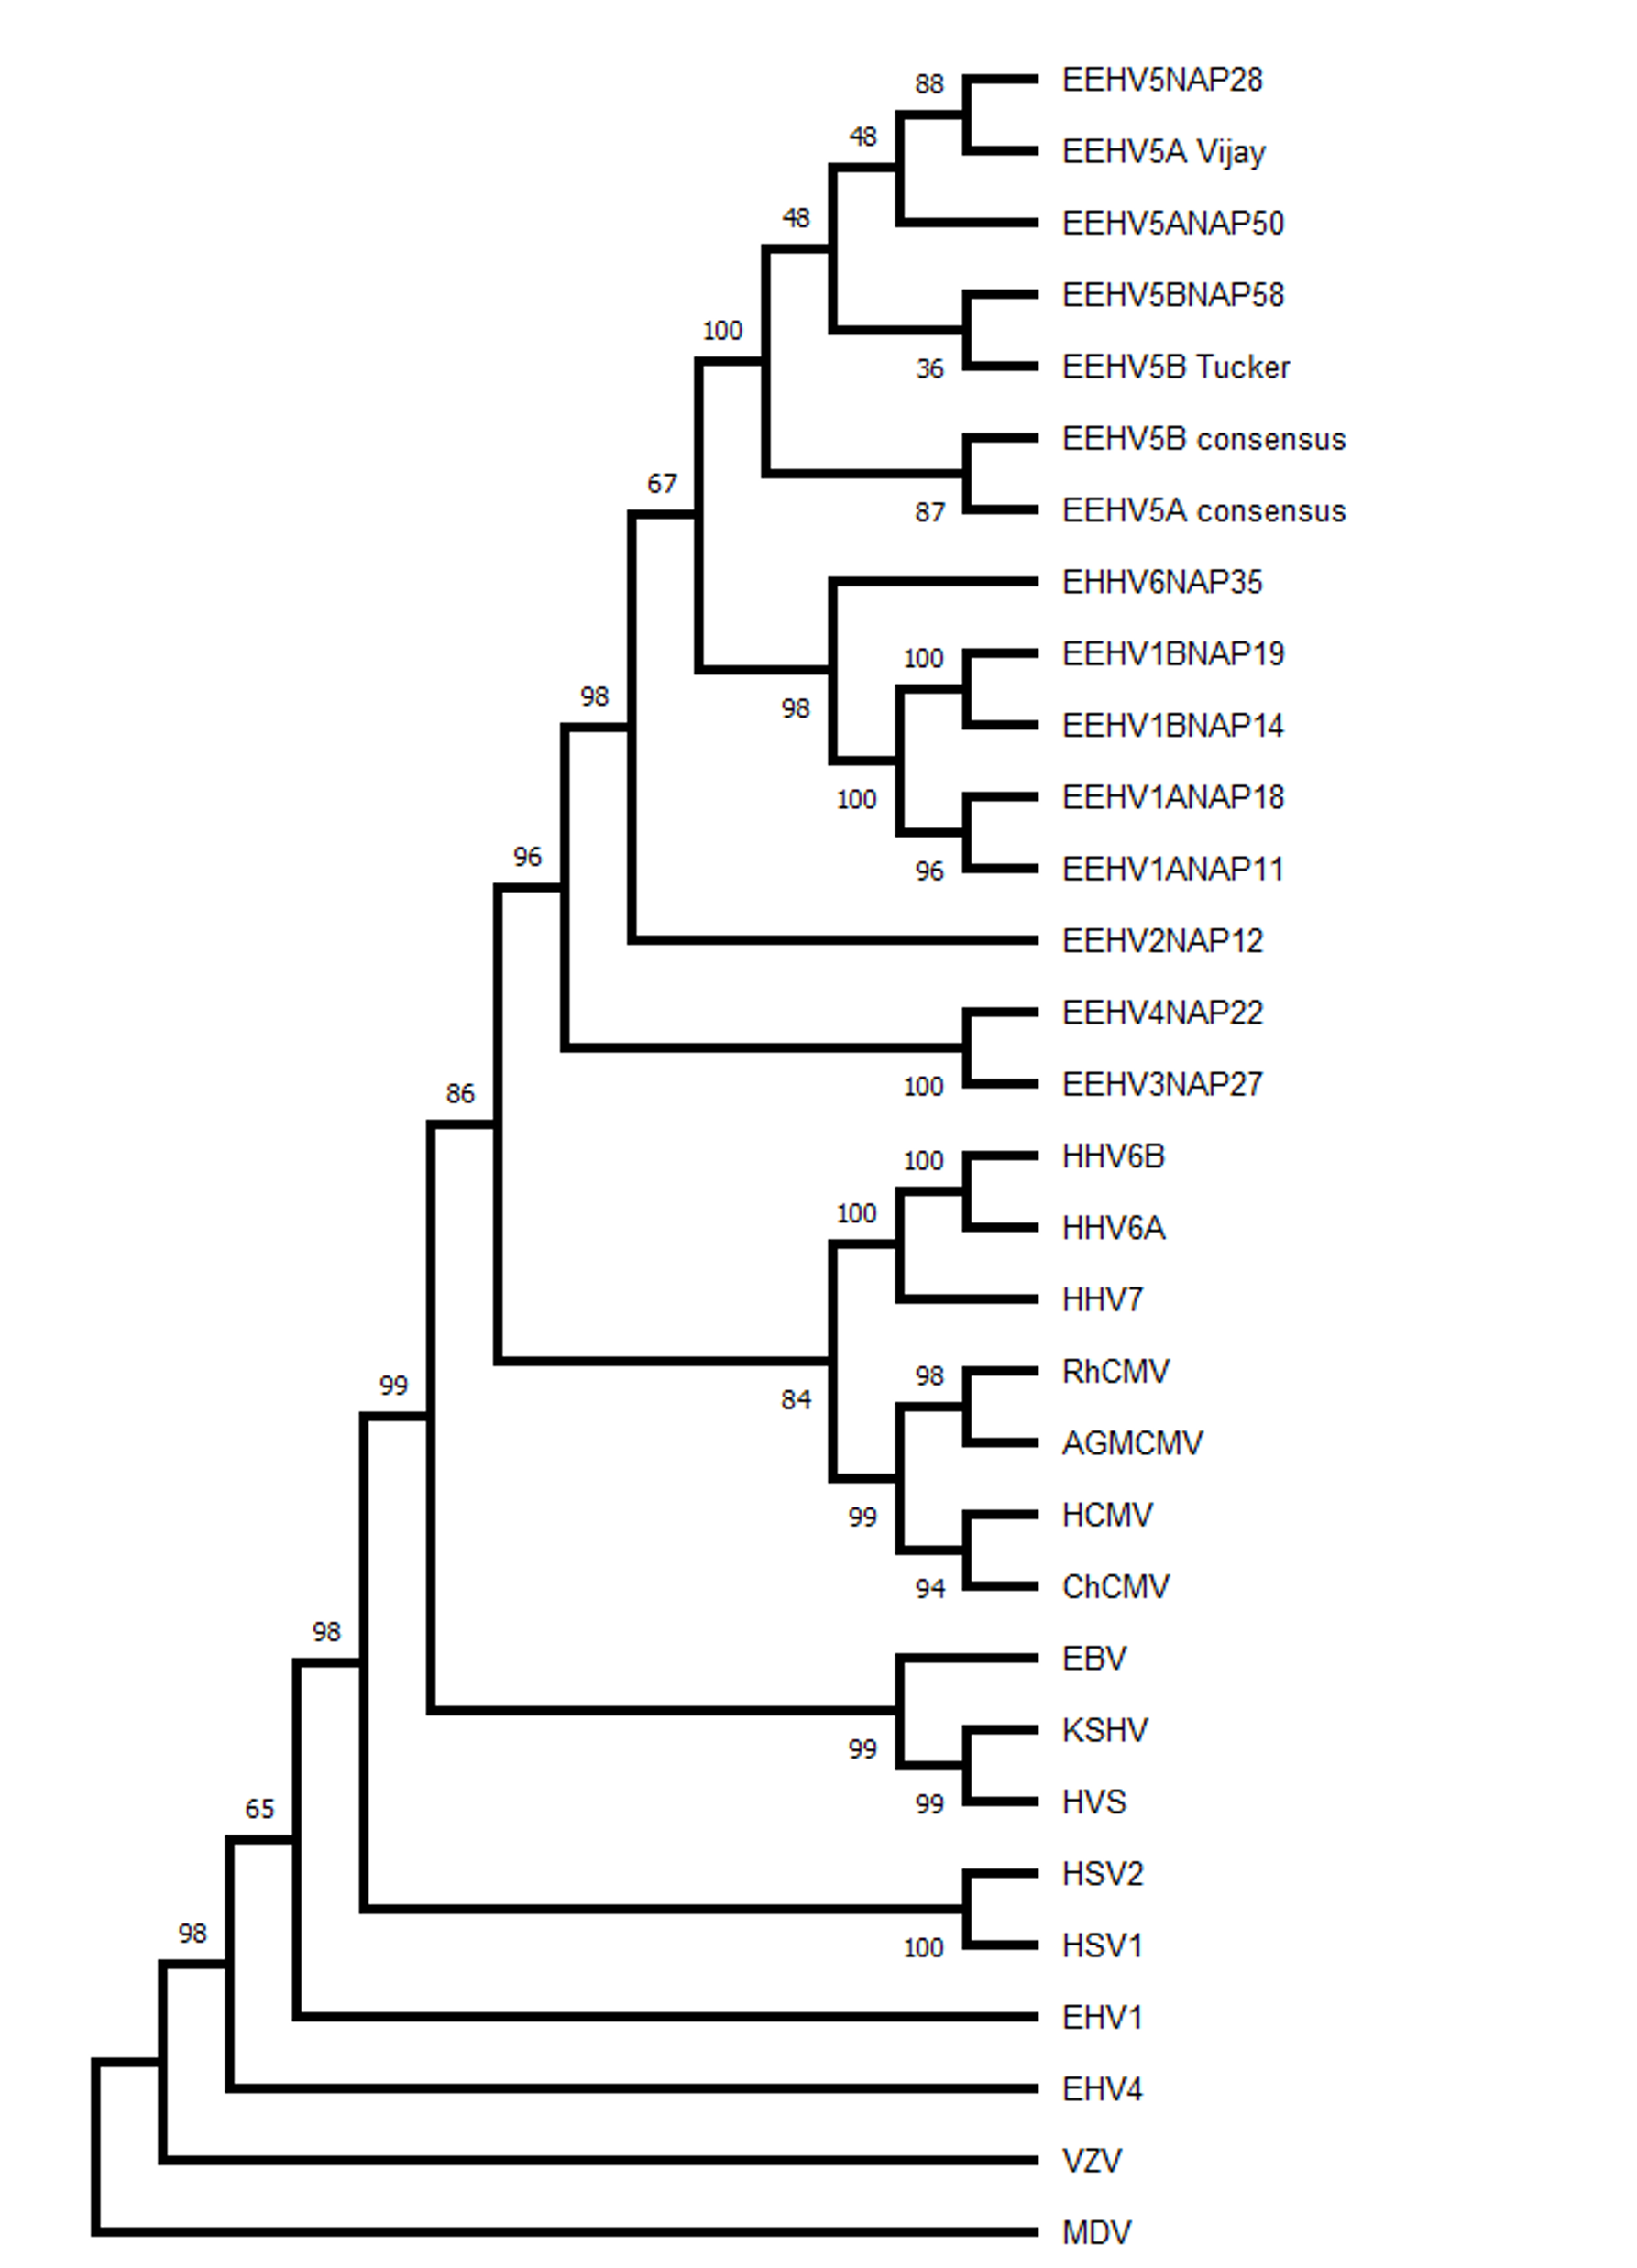 88 EEHV5NAP28
48
EEHV5A Vijay
48 EEHV5ANAP50
EEHV5BNAP58
100
36 EEHV5B Tucker
EEHV5B consensus
67
87 EEHV5A consensus
EHHV6NAP35
100 EEHV1BNAP19
98
98 EEHV1BNAP14
100 EEHV1ANAP18
96
96 EEHV1ANAP11
EEHV2NAP12
EEHV4NAP22
86
100 EEHV3NAP27
100 HHV6B
100
HHV6A
HHV7
99
84
98 RhCMV
AGMCMV
99 HCMV
94 ChCMV
98
EBV
99
KSHV
65
99 HVS
HSV2
98
100 HSV1
EHV1
EHV4
VZV
MDV